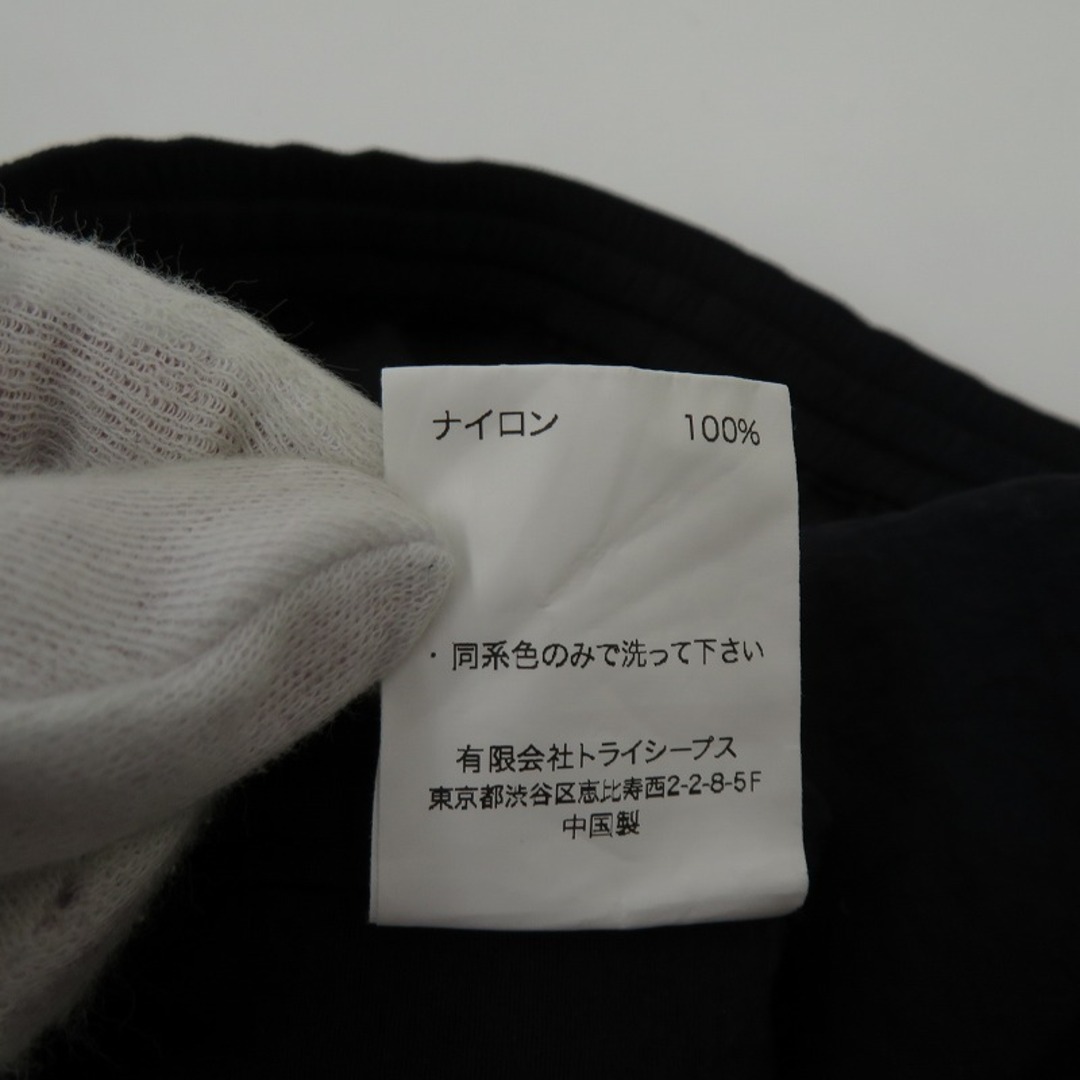 ナイロン 100%
・同系色のみで洗って下さい
有限会社トライシープス
東京都渋谷区恵比寿西2-2-8-5F
中国製